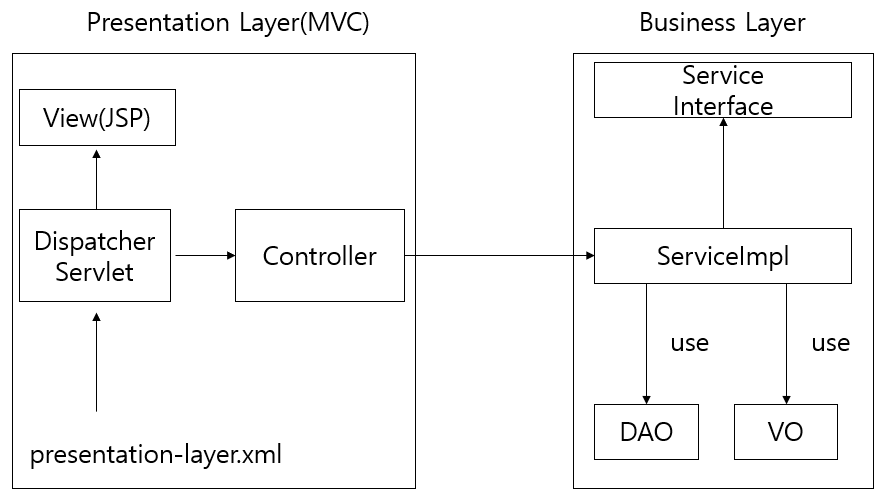 Presentation Layer(MVC)
Business Layer
View(JSP)
Dispatcher
Servlet
Controller
presentation-layer.xml
Service
Interface
ServiceImpl
use
use
DAO
VO